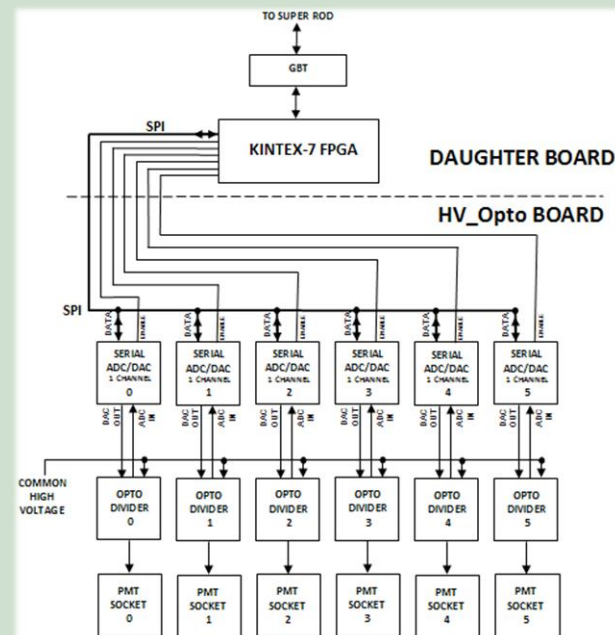 TO SUPER ROD
GBT
SPI
KINTEX-7 FPGA
DAUGHTER BOARD
HV_Opto BOARD
SPI
DATA ENABLE DATA ENABLE DATA ENABLE DATA ENABLE DATA ENABLE DATA ENABLE
SERIAL SERIAL SERIAL SERIAL SERIAL SERIAL
ADC/DAC ADC/DAC ADC/DAC ADC/DAC ADC/DAC ADC/DAC
1 CHANNEL 1 CHANNEL 1 CHANNEL 1 CHANNEL 1 CHANNEL 1 CHANNEL
0 1 2 3 4 5
DAC OUT ADC IN DAC OUT ADC IN DAC OUT ADC IN DAC OUT ADC IN DAC OUT ADC IN DAC OUT ADC IN
COMMON
HIGH
VOLTAGE
OPTO OPTO OPTO OPTO OPTO OPTO
DIVIDER DIVIDER DIVIDER DIVIDER DIVIDER DIVIDER
0 1 2 3 4 5
PMT PMT PMT PMT PMT PMT
SOCKET SOCKET SOCKET SOCKET SOCKET SOCKET
0 1 2 3 4 5